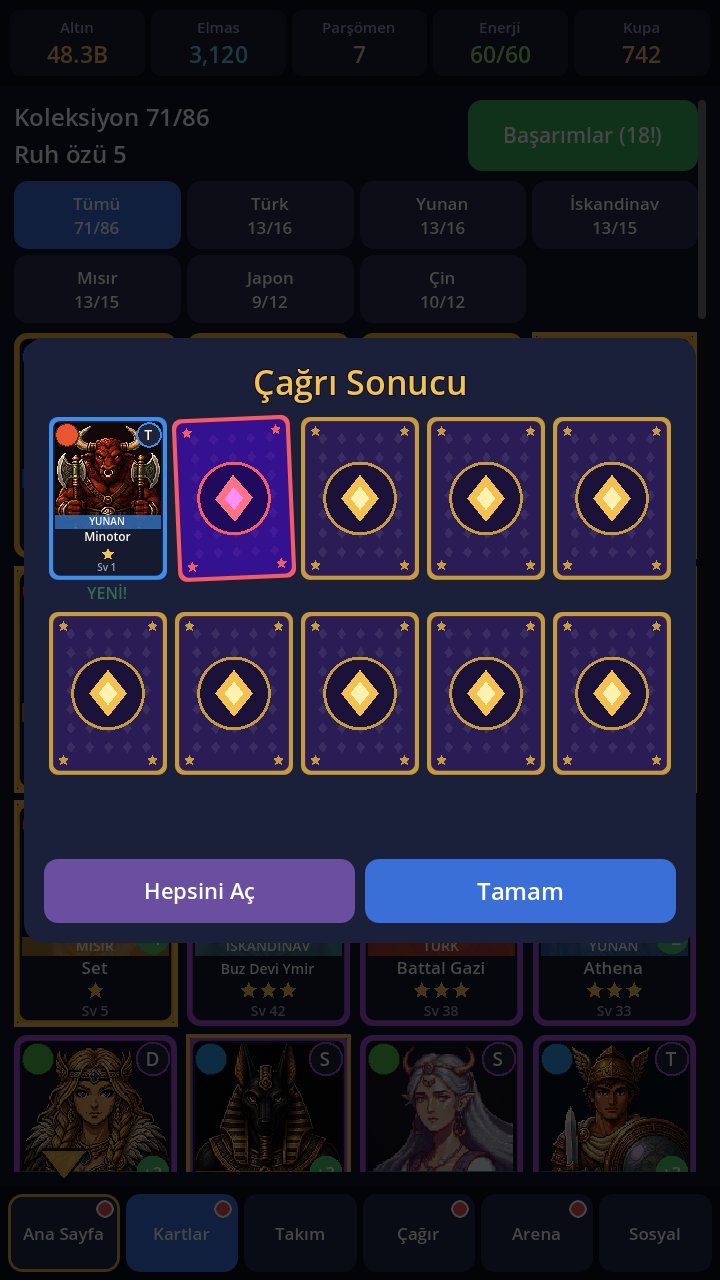 Altın
48.3B
Elmas
3,120
Parşömen
7
Enerji
60/60
Kupa
742
Koleksiyon 71/86
Ruh özü 5
Başarımlar (18!)
Tümü
71/86
Türk
13/16
Yunan
13/16
İskandinav
13/15
Mısır
13/15
Japon
9/12
Çin
10/12
Çağrı Sonucu
T
YUNAN
Minotor
Sv 1
YENİ!
Hepsini Aç
Tamam
MISIR
Set
Sv 5
İSKANDİNAV
Buz Devi Ymir
Sv 42
TÜRK
Battal Gazi
Sv 38
YUNAN
Athena
Sv 33
D
S
S
T
Ana Sayfa
Kartlar
Takım
Çağır
Arena
Sosyal